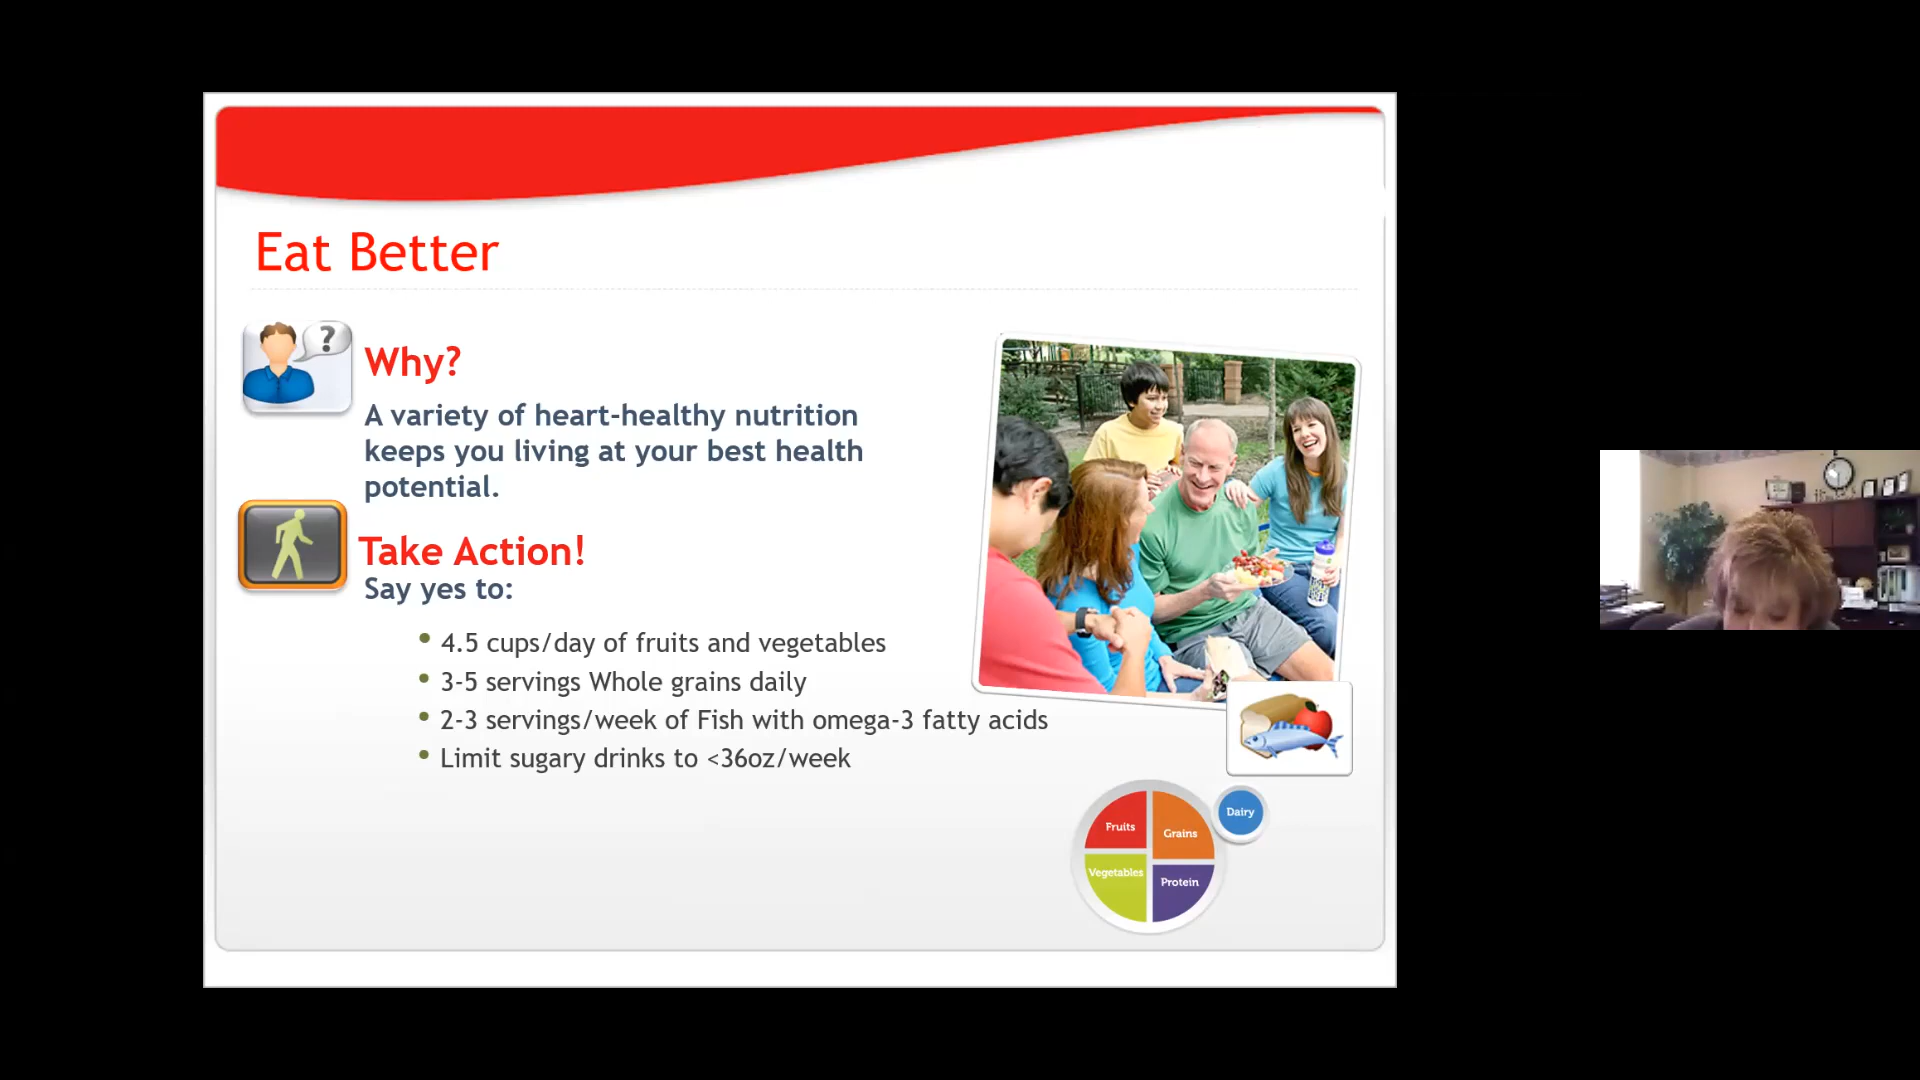 Eat Better
?
Why?
A variety of heart-healthy nutrition
keeps you living at your best health
potential.
Take Action!
Say yes to:
• 4.5 cups/day of fruits and vegetables
• 3-5 servings Whole grains daily
• 2-3 servings/week of Fish with omega-3 fatty acids
• Limit sugary drinks to <36oz/week
Dairy
Fruits
Grains
Vegetables
Protein